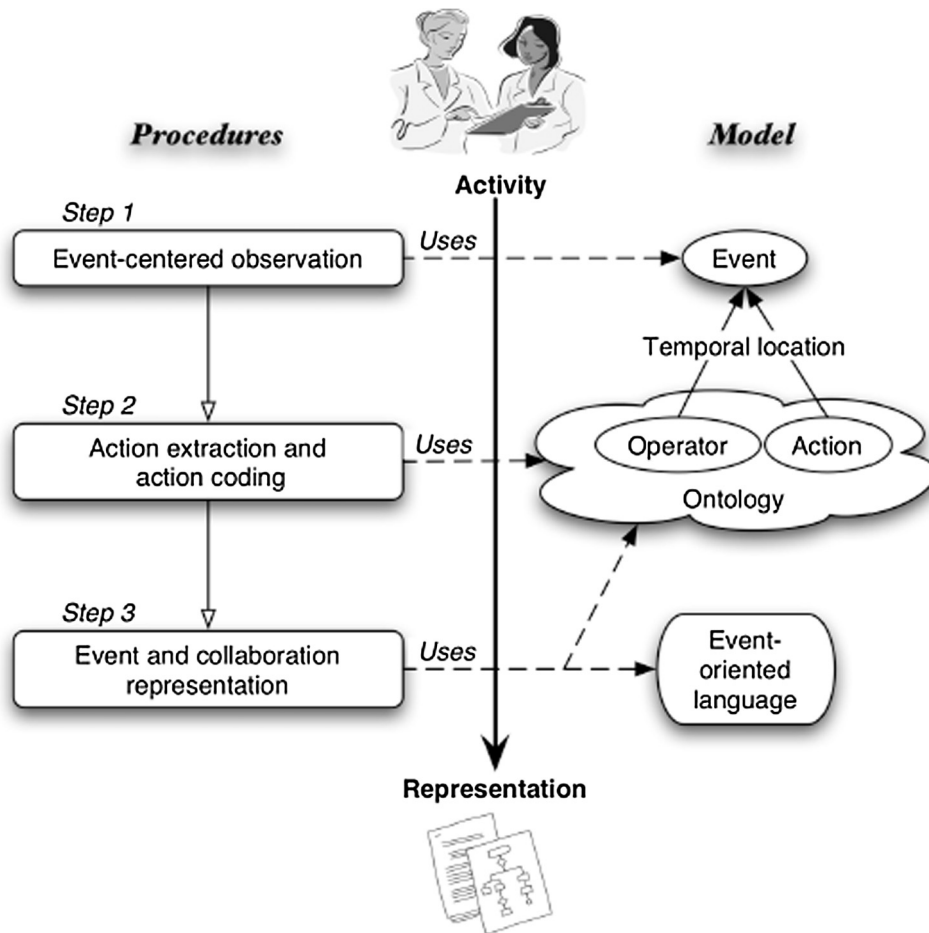 Procedures
Model
Activity
Step 1
Event-centered observation
Uses
Event
Temporal location
Step 2
Action extraction and
action coding
Uses
Operator
Action
Ontology
Step 3
Event and collaboration
representation
Uses
Event-
oriented
language
Representation